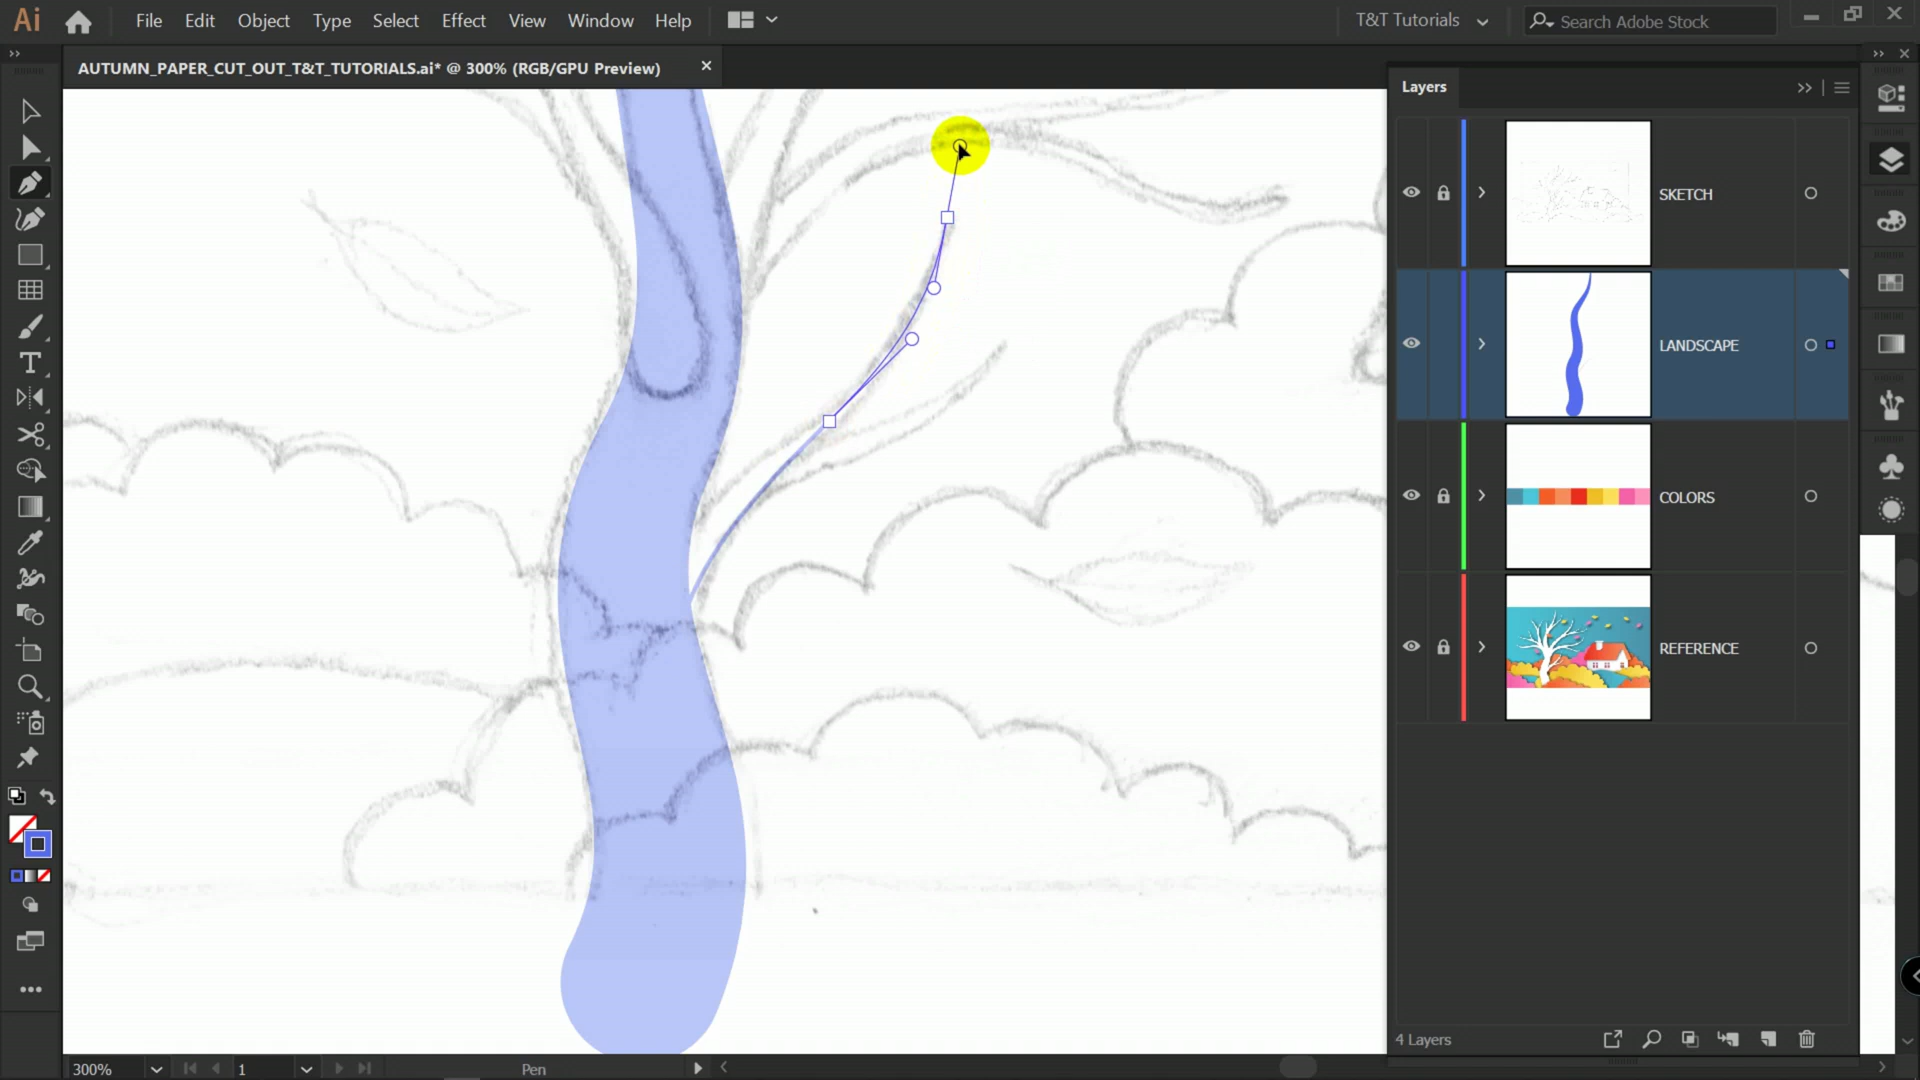 Ai File Edit Object Type Select Effect View Window Help T&T Tutorials Search Adobe Stock
AUTUMN_PAPER_CUT_OUT_T&T_TUTORIALS.ai* @ 300% (RGB/GPU Preview)
Layers
SKETCH
LANDSCAPE
COLORS
REFERENCE
4 Layers
300% 1 Pen